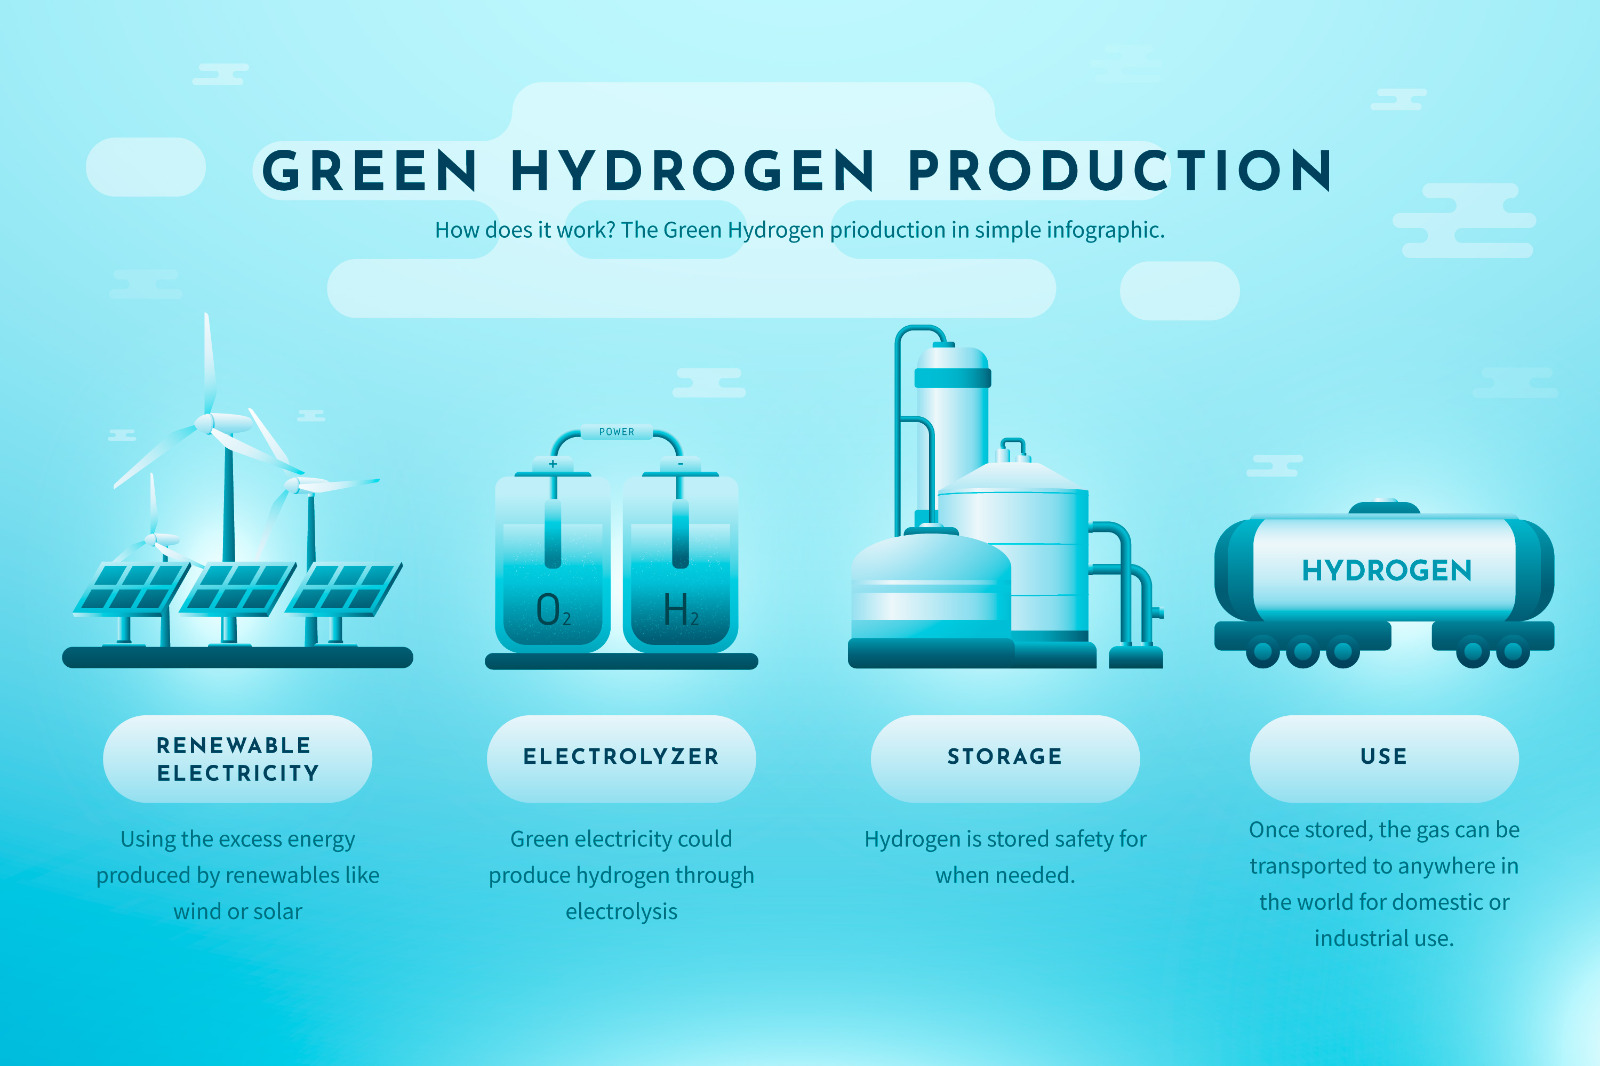 GREEN HYDROGEN PRODUCTION
How does it work? The Green Hydrogen prioduction in simple infographic.
POWER
+ -
O2 H2
HYDROGEN
RENEWABLE
ELECTRICITY
Using the excess energy
produced by renewables like
wind or solar
ELECTROLYZER
Green electricity could
produce hydrogen through
electrolysis
STORAGE
Hydrogen is stored safety for
when needed.
USE
Once stored, the gas can be
transported to anywhere in
the world for domestic or
industrial use.